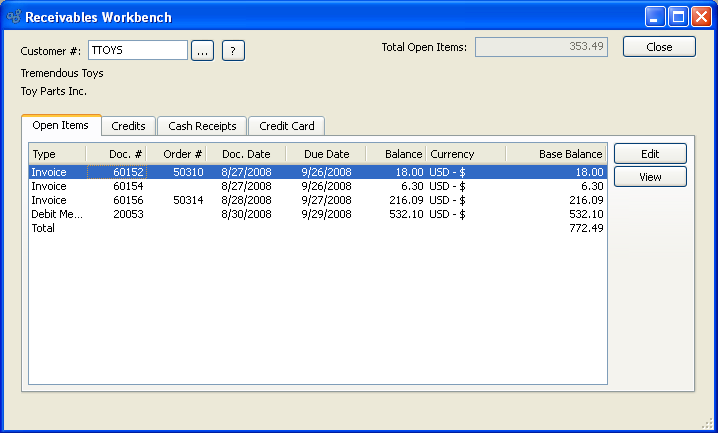 Receivables Workbench
Customer #: TTOYS ... ? Total Open Items: 353.49 Close
Tremendous Toys
Toy Parts Inc.
Open Items Credits Cash Receipts Credit Card
Type Doc. # Order # Doc. Date Due Date Balance Currency Base Balance Edit
Invoice 60152 50310 8/27/2008 9/26/2008 18.00 USD - $ 18.00 View
Invoice 60154 8/27/2008 9/26/2008 6.30 USD - $ 6.30
Invoice 60156 50314 8/28/2008 9/27/2008 216.09 USD - $ 216.09
Debit Me... 20053 8/30/2008 9/29/2008 532.10 USD - $ 532.10
Total 772.49